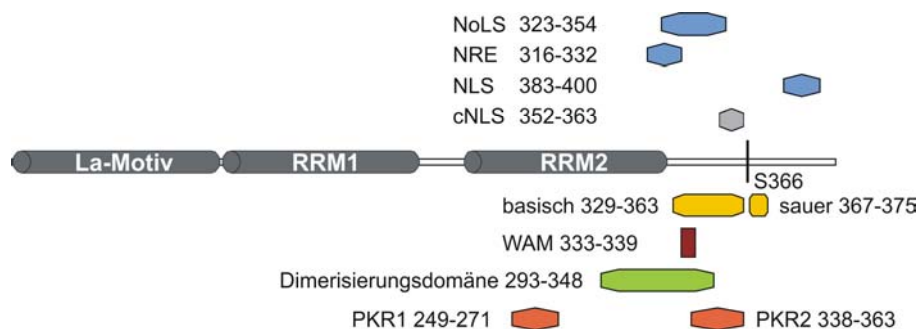 NoLS 323-354
NRE 316-332
NLS 383-400
cNLS 352-363
La-Motiv RRM1 RRM2
S366
basisch 329-363 sauer 367-375
WAM 333-339
Dimerisierungsdomäne 293-348
PKR1 249-271 PKR2 338-363